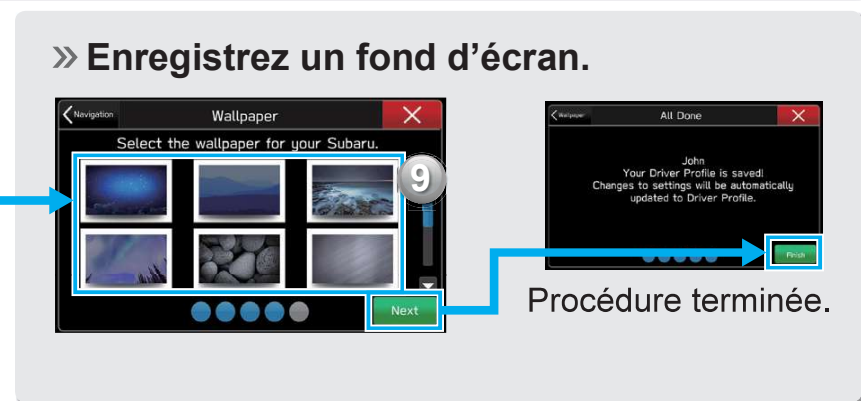 » Enregistrez un fond d’écran.
Navigation
Wallpaper
Select the wallpaper for your Subaru.
9
Next
Wallpaper
All Done
John
Your Driver Profile is saved!
Changes to settings will be automatically
updated to Driver Profile.
Finish
Procédure terminée.